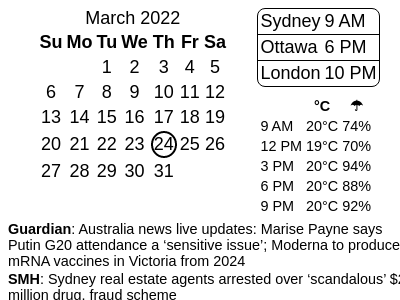 March 2022
Su Mo Tu We Th Fr Sa
1 2 3 4 5
6 7 8 9 10 11 12
13 14 15 16 17 18 19
20 21 22 23 24 25 26
27 28 29 30 31
Sydney 9 AM
Ottawa 6 PM
London 10 PM
°C ☂
9 AM 20°C 74%
12 PM 19°C 70%
3 PM 20°C 94%
6 PM 20°C 88%
9 PM 20°C 92%
Guardian: Australia news live updates: Marise Payne says
Putin G20 attendance a ‘sensitive issue’; Moderna to produce
mRNA vaccines in Victoria from 2024
SMH: Sydney real estate agents arrested over ‘scandalous’ $2
million drug, fraud scheme